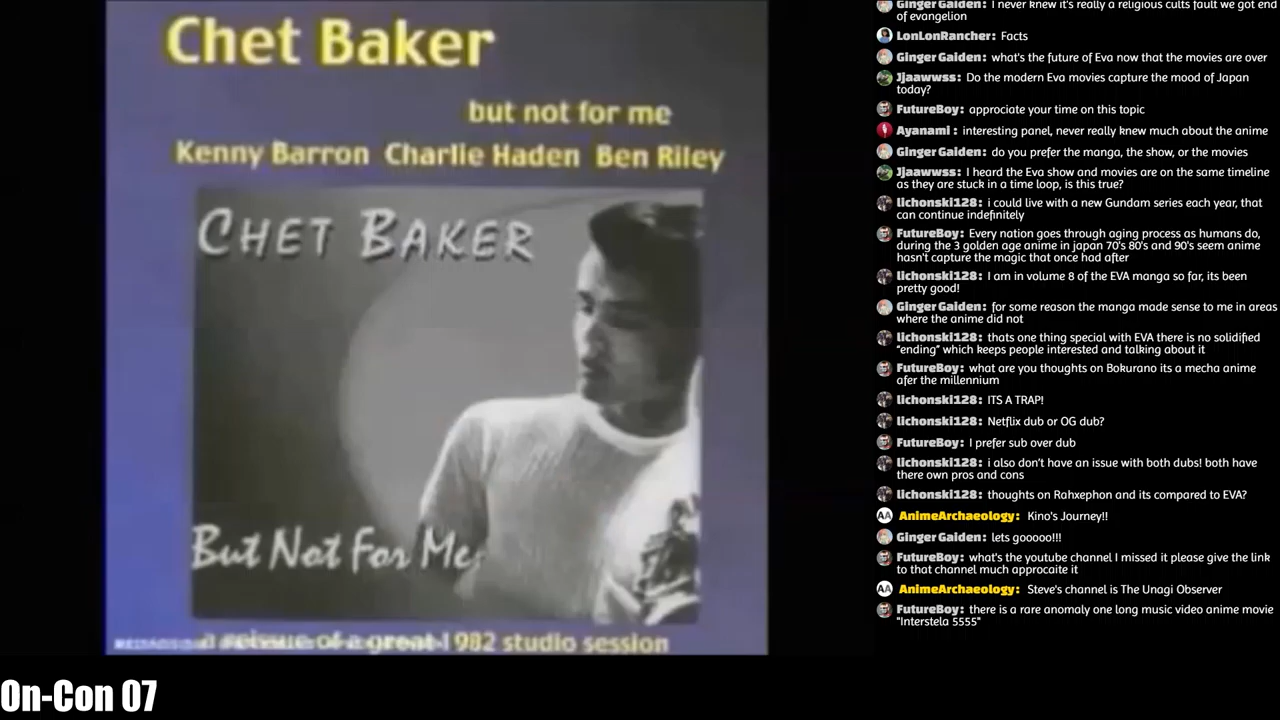 Chet Baker
but not for me
Kenny Barron Charlie Haden Ben Riley
CHET BAKER
But Not For Me
a reissue of a great 1982 studio session
On-Con 07
Ginger Gaiden: I never knew it's really a religious cults fault we got end
of evangelion
LonLonRancher: Facts
Ginger Gaiden: what's the future of Eva now that the movies are over
Jjaawwss: Do the modern Eva movies capture the mood of Japan
today?
FutureBoy: approciate your time on this topic
Ayanami: interesting panel, never really knew much about the anime
Ginger Gaiden: do you prefer the manga, the show, or the movies
Jjaawwss: I heard the Eva show and movies are on the same timeline
as they are stuck in a time loop, is this true?
lichonski128: i could live with a new Gundam series each year, that
can continue indefinitely
FutureBoy: Every nation goes through aging process as humans do,
during the 3 golden age anime in japan 70's 80's and 90's seem anime
hasn't capture the magic that once had after
lichonski128: I am in volume 8 of the EVA manga so far, its been
pretty good!
Ginger Gaiden: for some reason the manga made sense to me in areas
where the anime did not
lichonski128: thats one thing special with EVA there is no solidified
"ending" which keeps people interested and talking about it
FutureBoy: what are you thoughts on Bokurano its a mecha anime
afer the millennium
lichonski128: ITS A TRAP!
lichonski128: Netflix dub or OG dub?
FutureBoy: I prefer sub over dub
lichonski128: i also don't have an issue with both dubs! both have
there own pros and cons
lichonski128: thoughts on Rahxephon and its compared to EVA?
AA AnimeArchaeology: Kino's Journey!!
Ginger Gaiden: lets gooooo!!!
FutureBoy: what's the youtube channel I missed it please give the link
to that channel much approcaite it
AA AnimeArchaeology: Steve's channel is The Unagi Observer
FutureBoy: there is a rare anomaly one long music video anime movie
"Interstela 5555"